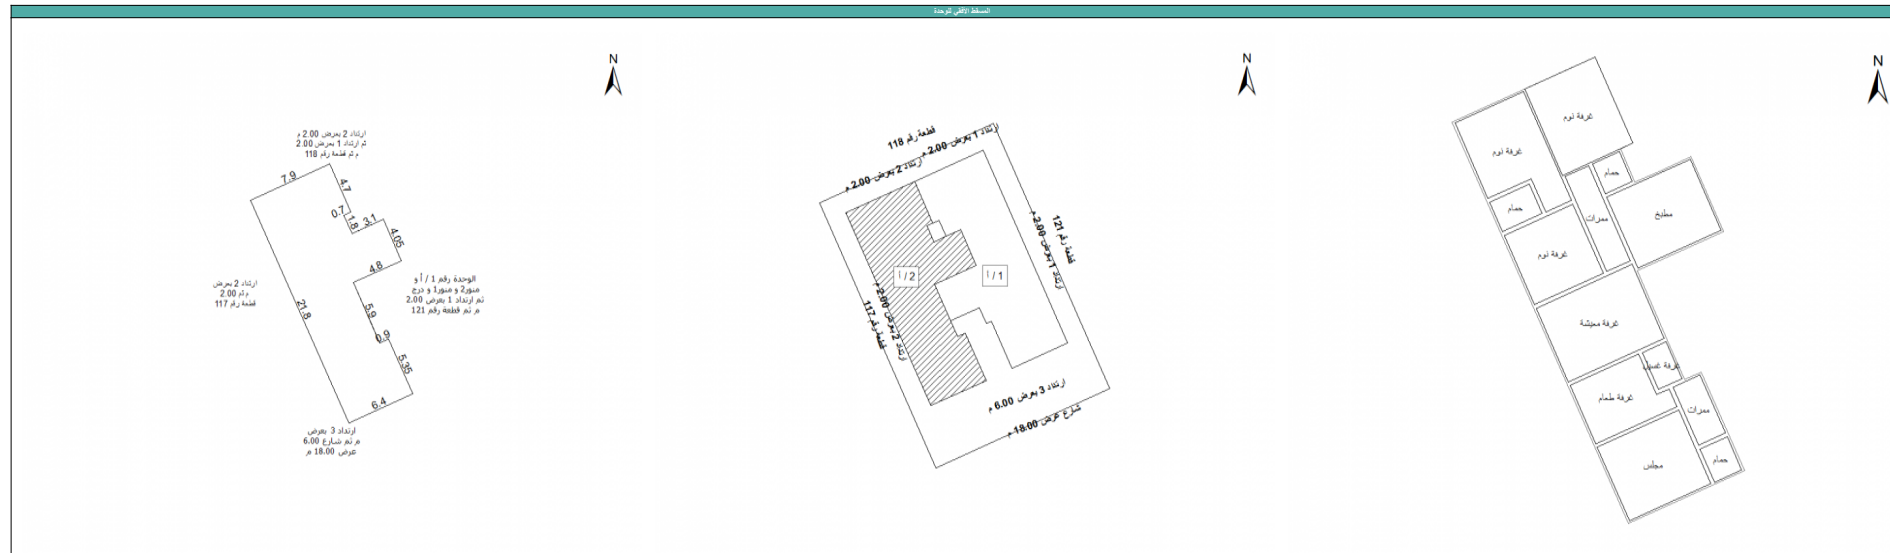 المسقط الأفقي للوحدة
N
ارتداد 2 بعرض 2.00 م
ثم ارتداد 1 بعرض 2.00
م ثم قطعة رقم 118
7.9
4.7
0.7
1.8
3.1
4.05
4.8
5.9
0.9
5.35
6.4
21.8
ارتداد 2 بعرض
2.00 م ثم
قطعة رقم 117
الوحدة رقم 1 / أ و
منور2 و منور1 و درج
ثم ارتداد 1 بعرض 2.00
م ثم قطعة رقم 121
ارتداد 3 بعرض
6.00 م ثم شارع
عرض 18.00 م
N
قطعة رقم 118
ارتداد 1 بعرض 2.00 م
ارتداد 2 بعرض 2.00 م
قطعة رقم 121
ارتداد 1 بعرض 2.00 م
2 / أ
1 / أ
ارتداد 2 بعرض 2.00 م
قطعة رقم 117
ارتداد 3 بعرض 6.00 م
شارع عرض 18.00 م
N
غرفة نوم
غرفة نوم
حمام
حمام
ممرات
مطبخ
غرفة نوم
غرفة معيشة
غرفة غسيل
غرفة طعام
ممرات
مجلس
حمام